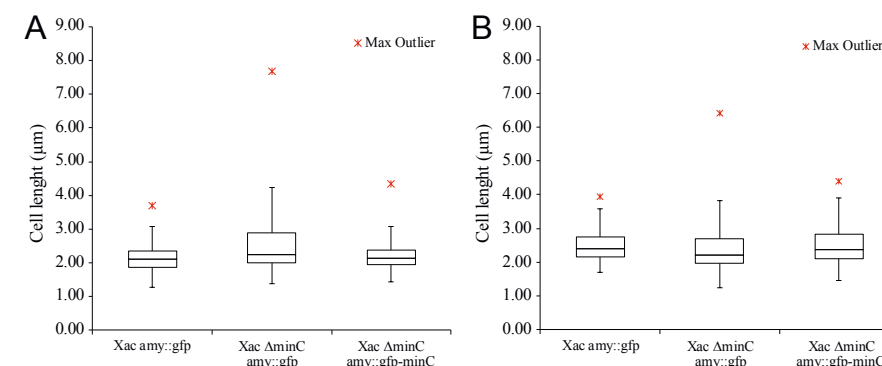 A
9.00
8.00
7.00
6.00
5.00
4.00
3.00
2.00
1.00
0.00
Cell lenght (µm)
Max Outlier
Xac amy::gfp
Xac ΔminC
amy::gfp
Xac ΔminC
amy::gfp-minC
B
9.00
8.00
7.00
6.00
5.00
4.00
3.00
2.00
1.00
0.00
Cell lenght (µm)
Max Outlier
Xac amy::gfp
Xac ΔminC
amy::gfp
Xac ΔminC
amy::gfp-minC